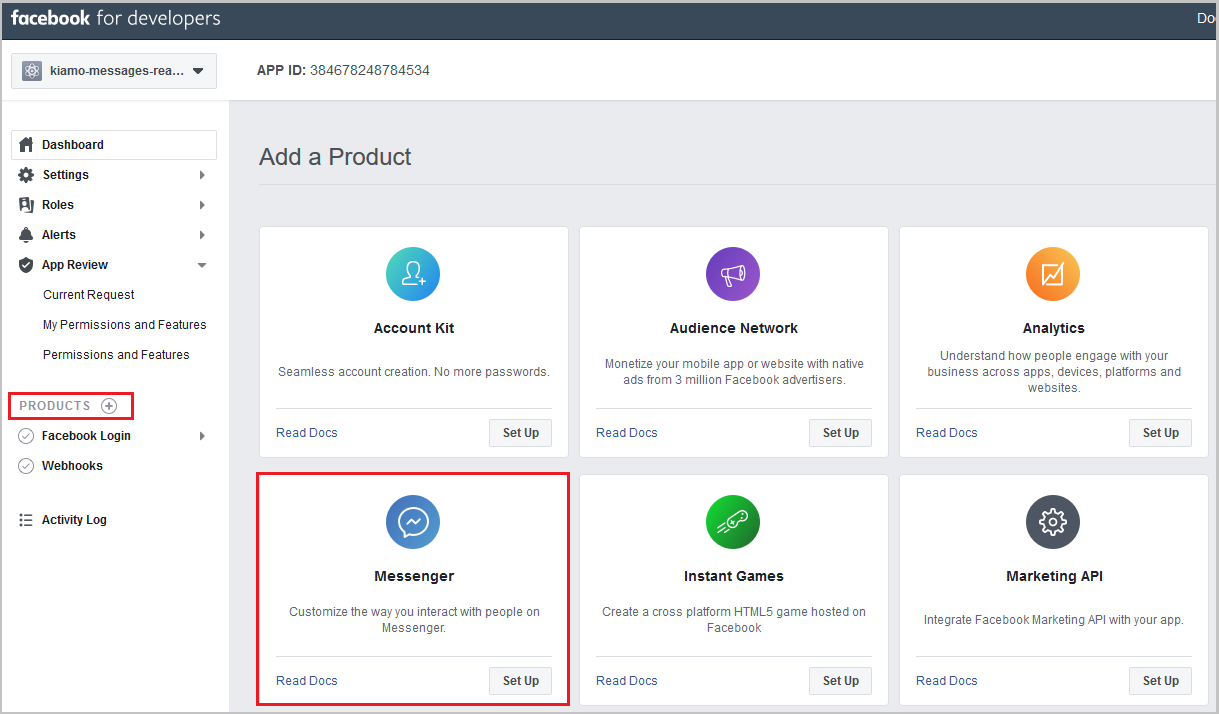 facebook for developers
Do
kiamo-messages-rea...
APP ID: 384678248784534
Dashboard
Settings
Roles
Alerts
App Review
Current Request
My Permissions and Features
Permissions and Features
PRODUCTS
Facebook Login
Webhooks
Activity Log
Add a Product
Account Kit
Seamless account creation. No more passwords.
Read Docs
Set Up
Audience Network
Monetize your mobile app or website with native
ads from 3 million Facebook advertisers.
Read Docs
Set Up
Analytics
Understand how people engage with your
business across apps, devices, platforms and
websites.
Read Docs
Set Up
Messenger
Customize the way you interact with people on
Messenger.
Read Docs
Set Up
Instant Games
Create a cross platform HTML5 game hosted on
Facebook
Read Docs
Set Up
Marketing API
Integrate Facebook Marketing API with your app.
Read Docs
Set Up